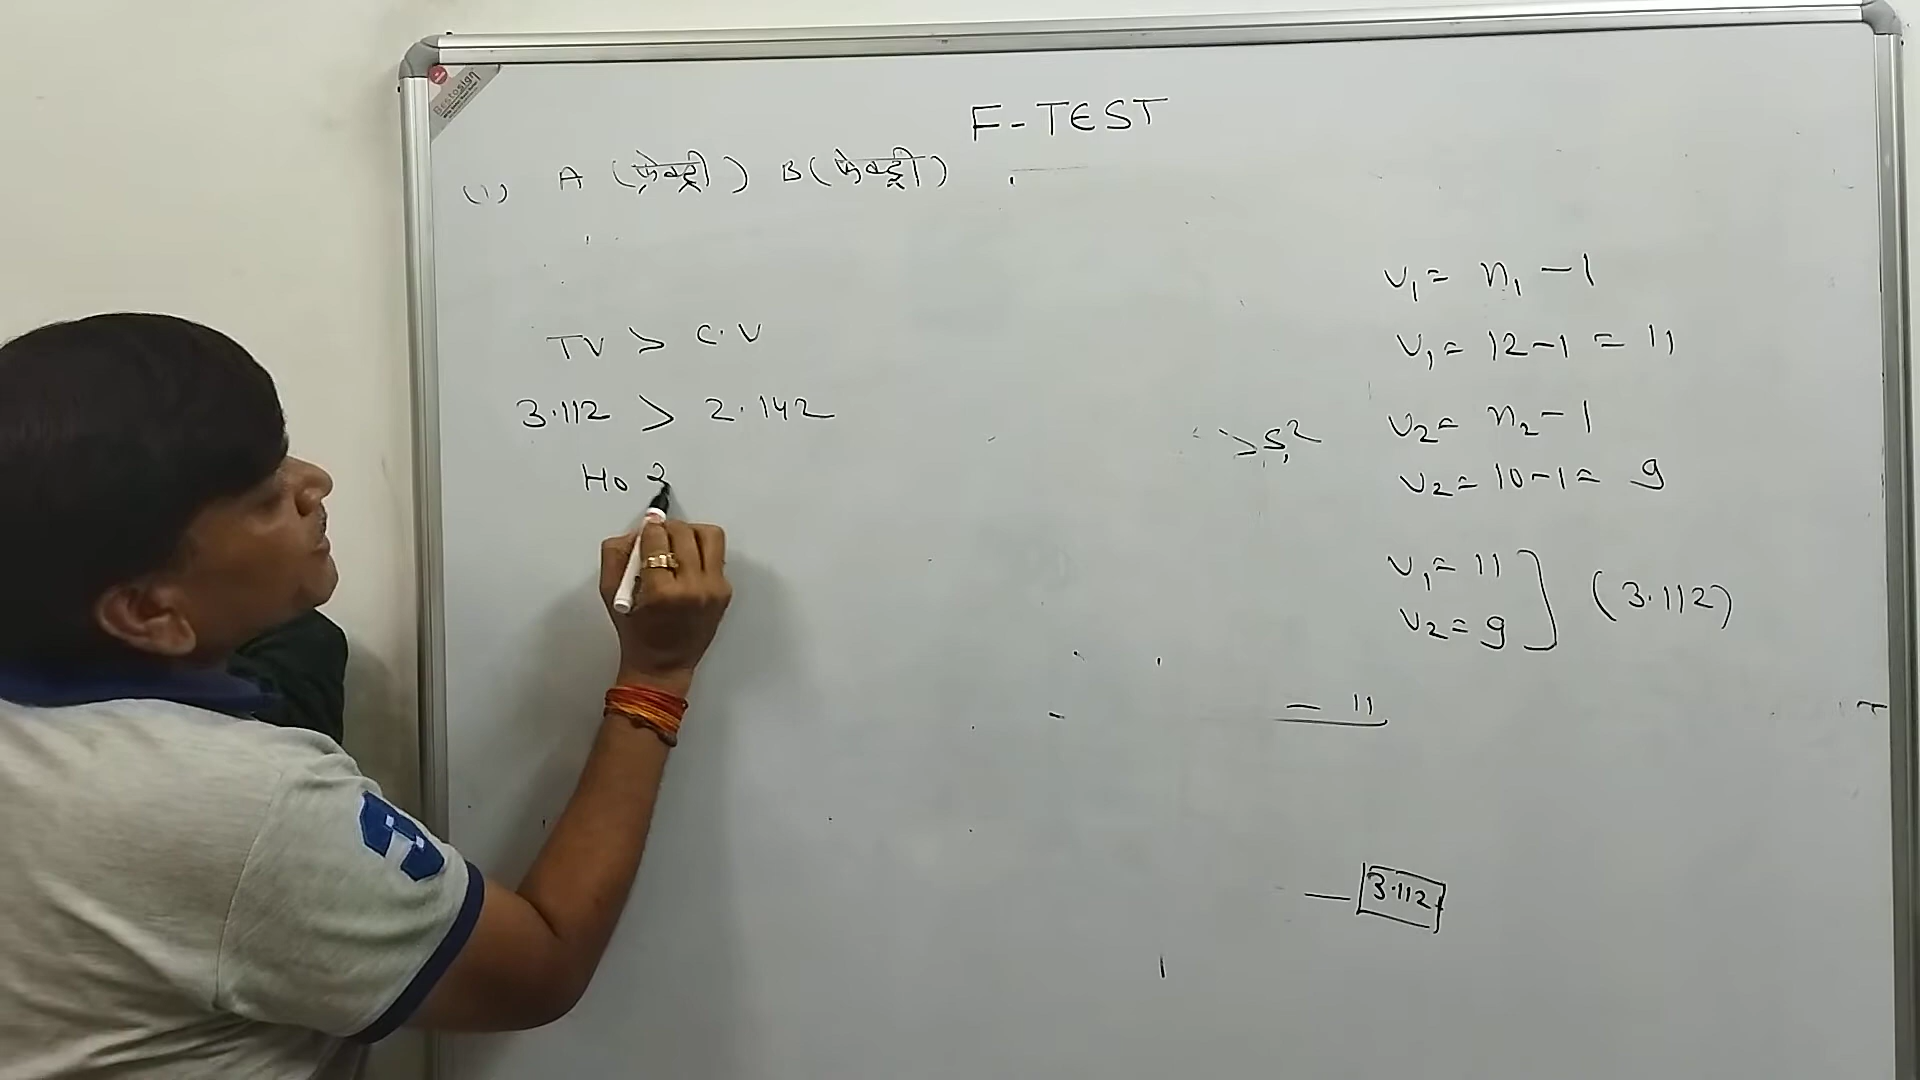 Bestosign
F-TEST
(1) A (फ़ेक्ट्री) B (फेक्ट्री)
TV > C.V
3.112 > 2.142
Ho
> S₁²
v₁ = n₁ - 1
v₁ = 12-1 = 11
v₂ = n₂ - 1
v₂ = 10-1 = 9
v₁ = 11
v₂ = 9 ] (3.112)
— 11
— 3.112